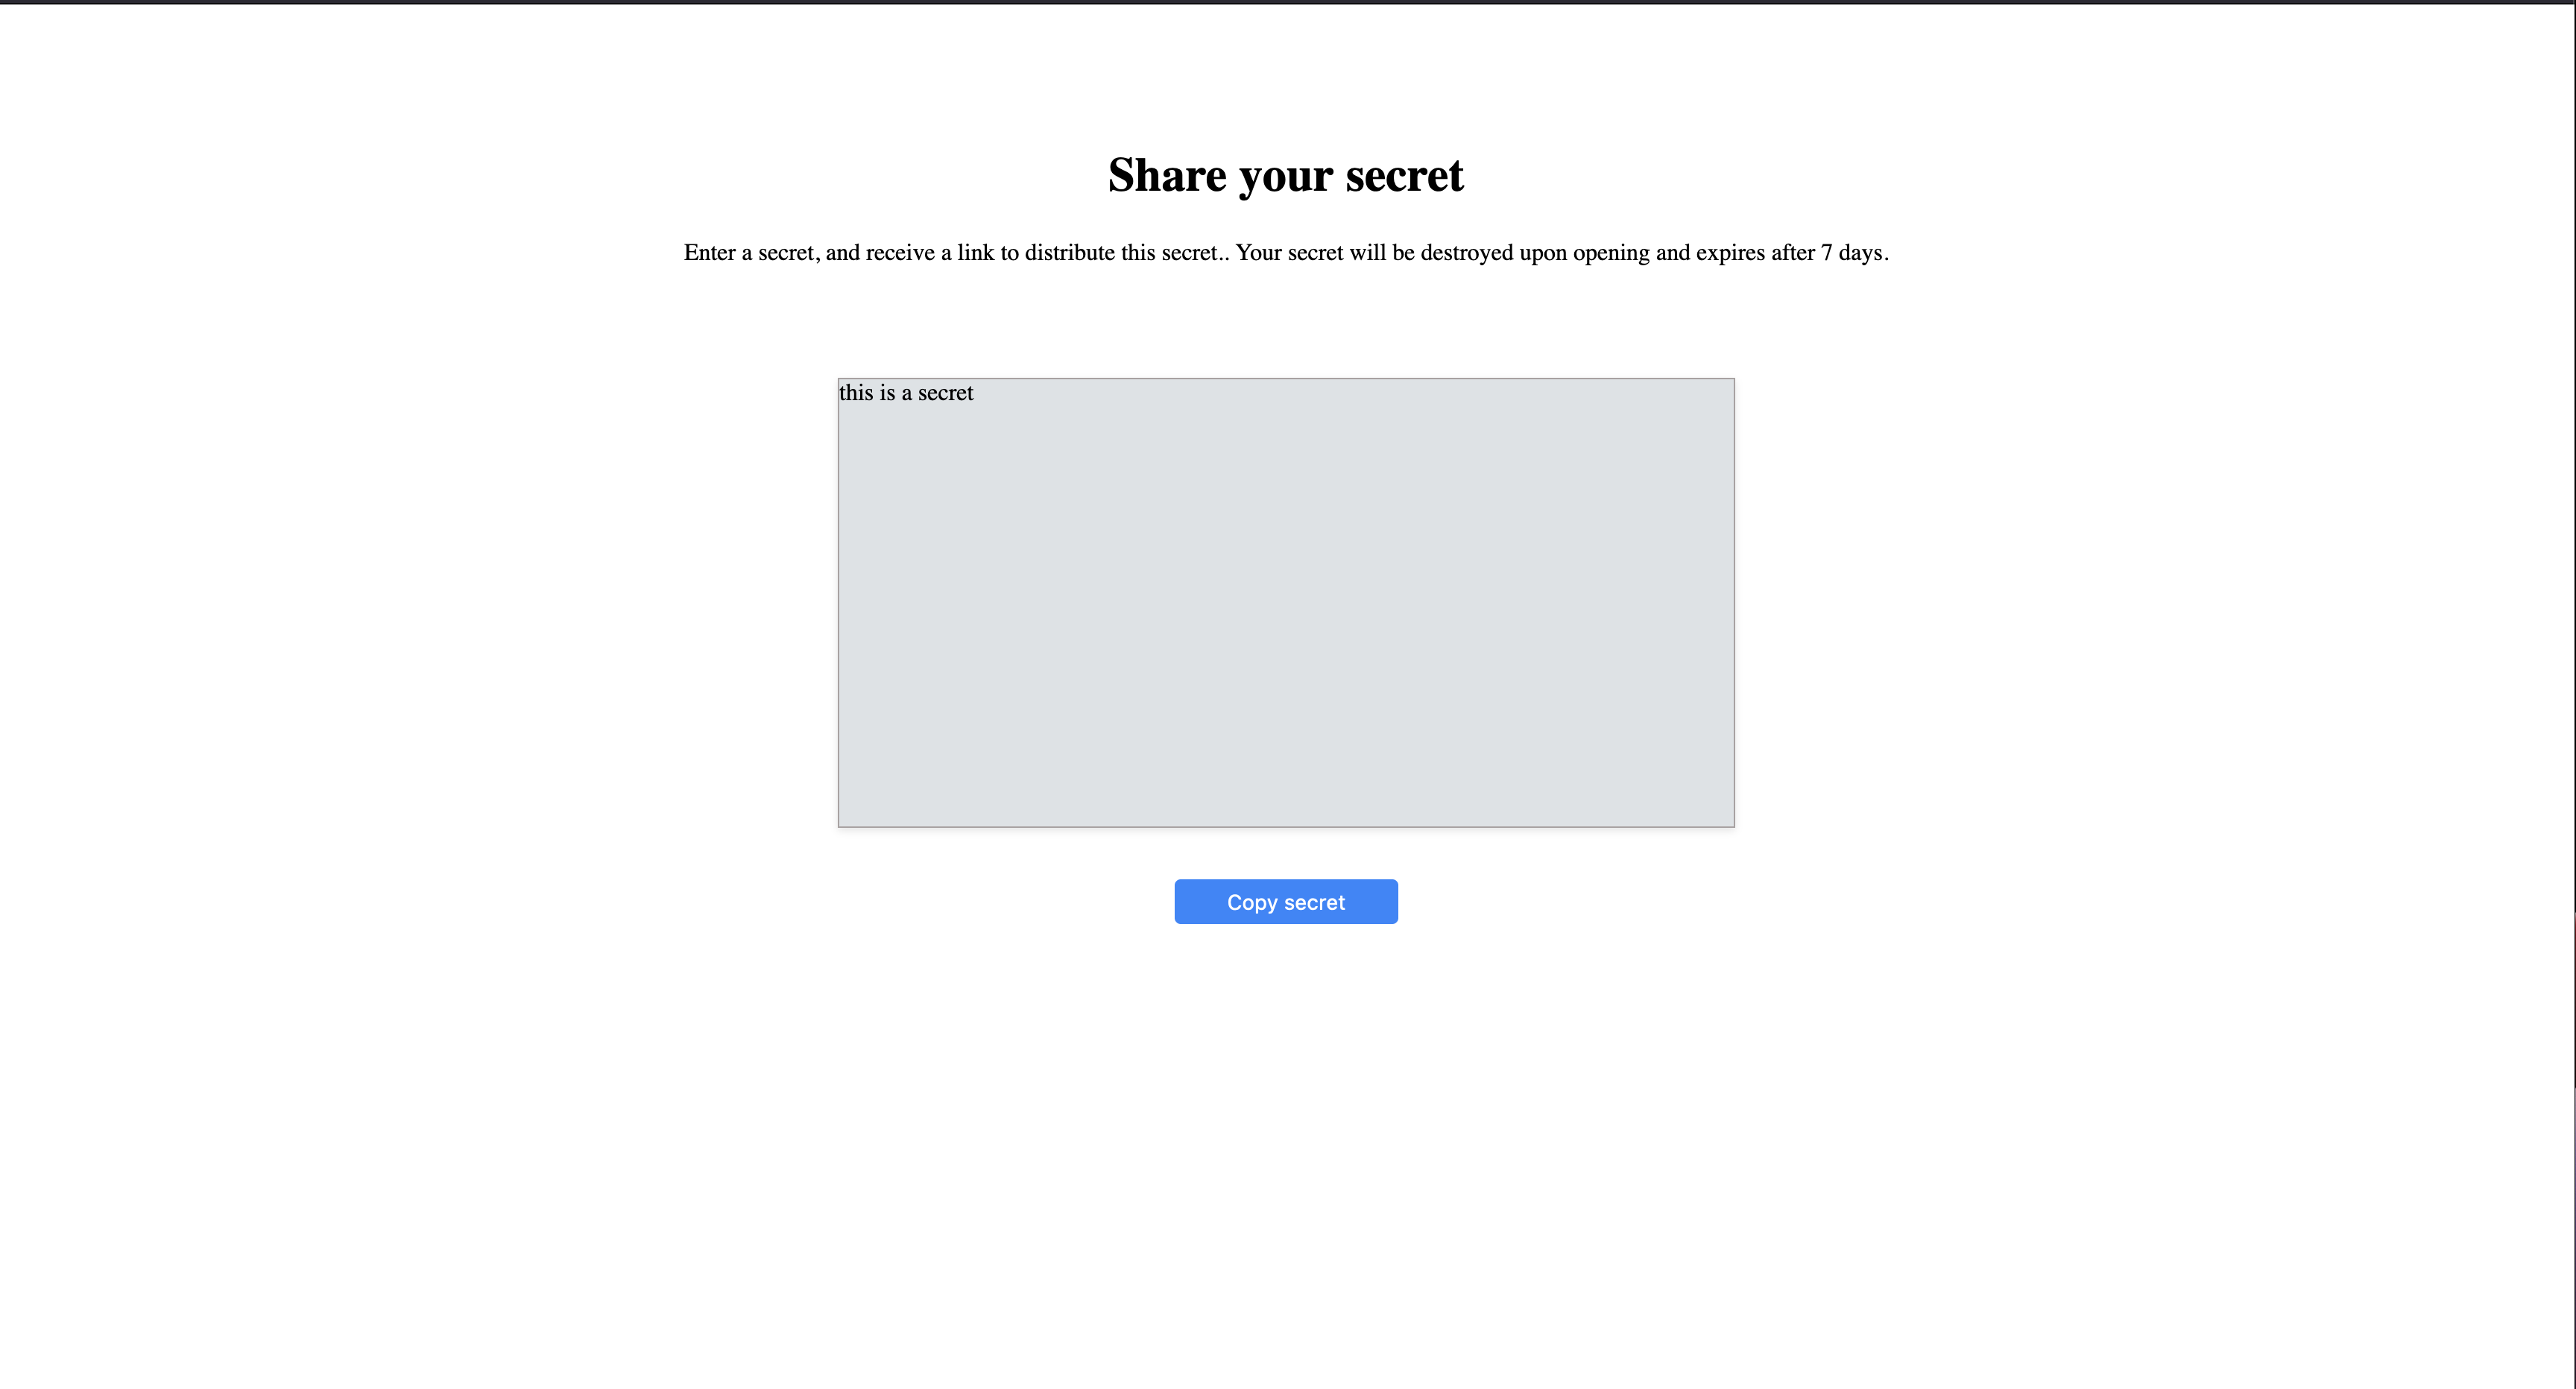 Share your secret
Enter a secret, and receive a link to distribute this secret.. Your secret will be destroyed upon opening and expires after 7 days.
this is a secret
Copy secret